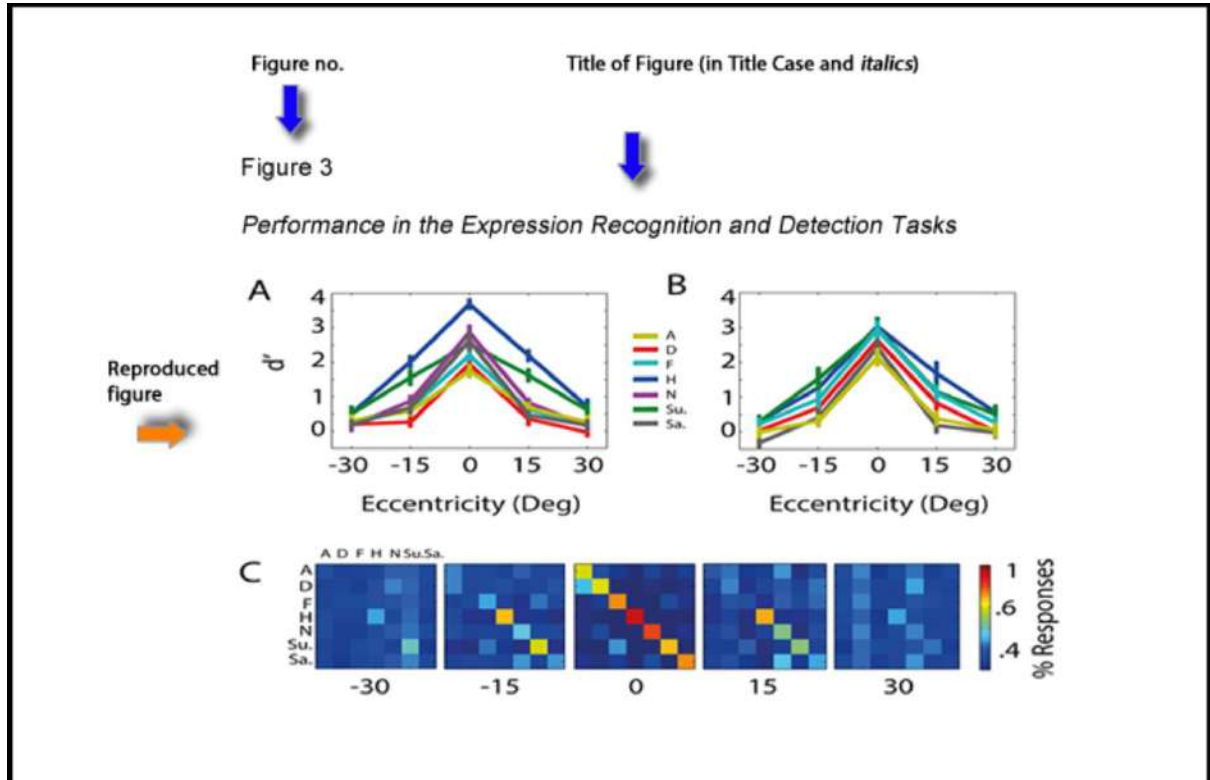 Figure no.
Title of Figure (in Title Case and italics)
Figure 3
Performance in the Expression Recognition and Detection Tasks
Reproduced
figure
A
4
3
2
1
0
d'
-30 -15 0 15 30
Eccentricity (Deg)
A
D
F
H
N
Su.
Sa.
B
4
3
2
1
0
-30 -15 0 15 30
Eccentricity (Deg)
C
A D F H N Su.Sa.
A
D
F
H
N
Su.
Sa.
-30 -15 0 15 30
1
.6
.4
% Responses